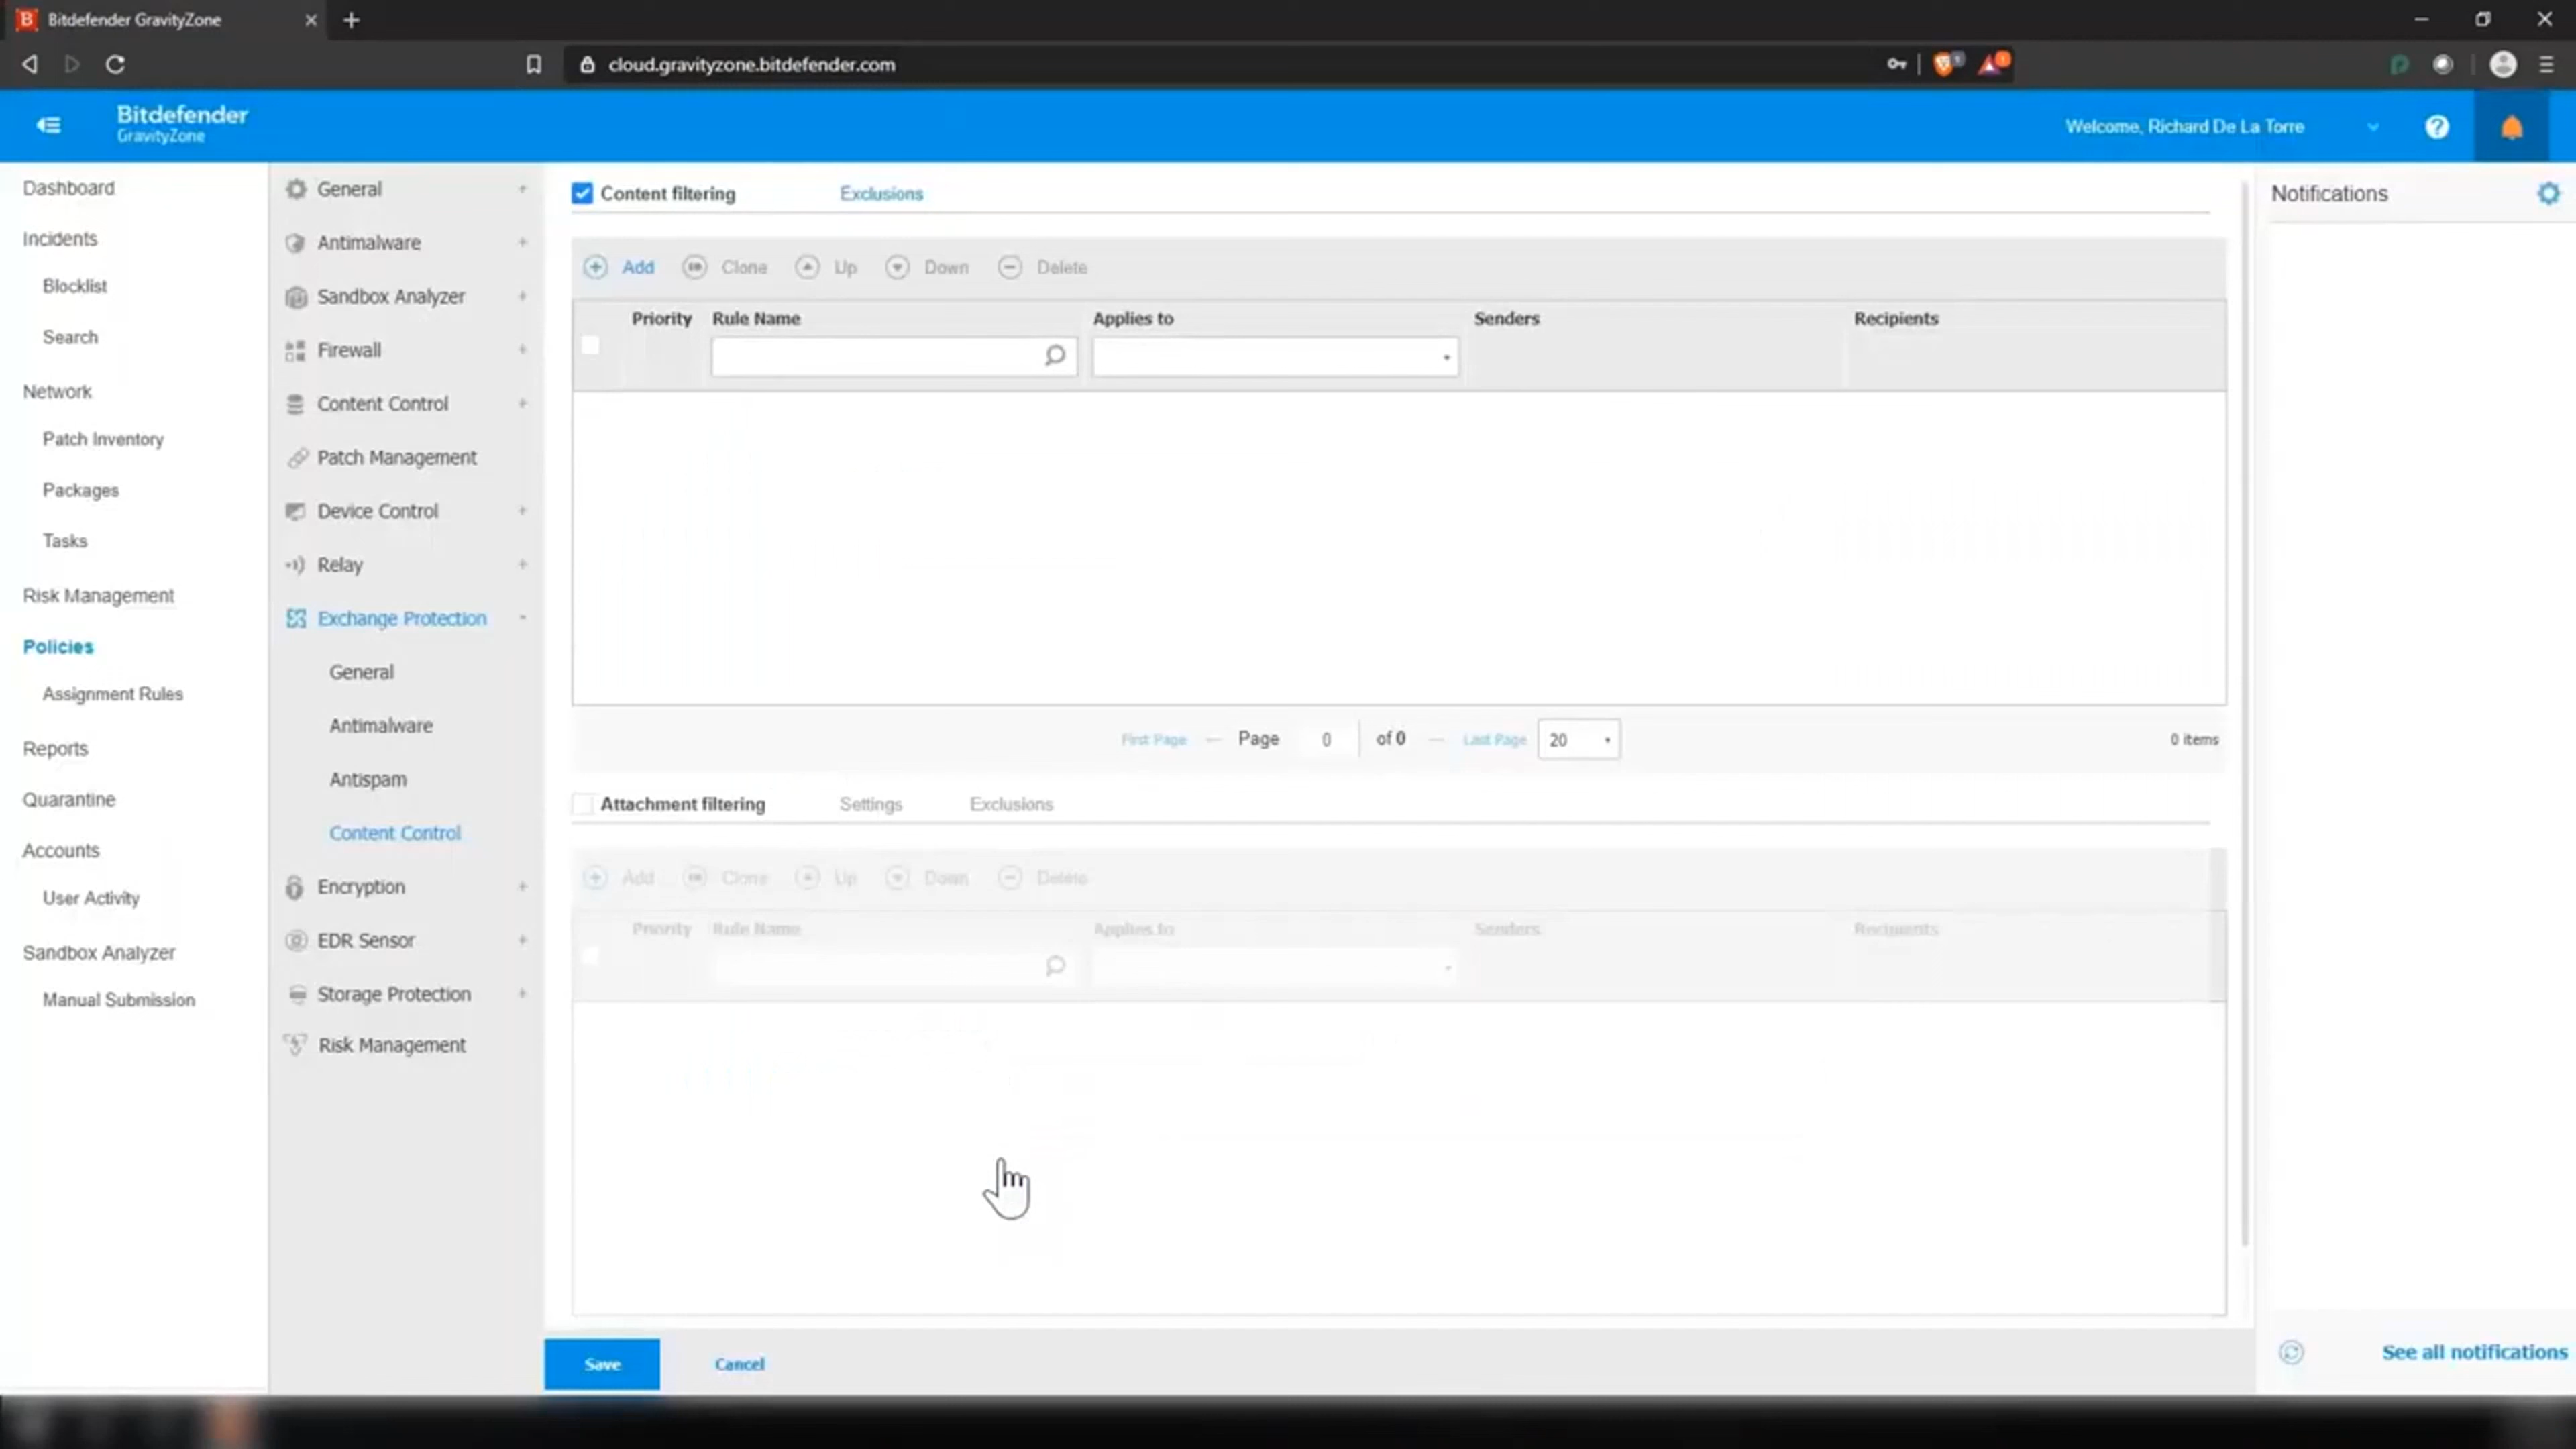 Bitdefender GravityZone
cloud.gravityzone.bitdefender.com
Bitdefender
GravityZone
Welcome, Richard De La Torre
Dashboard
Incidents
Blocklist
Search
Network
Patch Inventory
Packages
Tasks
Risk Management
Policies
Assignment Rules
Reports
Quarantine
Accounts
User Activity
Sandbox Analyzer
Manual Submission
General +
Antimalware +
Sandbox Analyzer +
Firewall +
Content Control +
Patch Management
Device Control +
Relay +
Exchange Protection -
General
Antimalware
Antispam
Content Control
Encryption +
EDR Sensor +
Storage Protection +
Risk Management
Content filtering Exclusions
Add Clone Up Down Delete
Priority Rule Name Applies to Senders Recipients
First Page — Page 0 of 0 — Last Page 20 0 items
Attachment filtering Settings Exclusions
Add Clone Up Down Delete
Priority Rule Name Applies to Senders Recipients
Save Cancel
Notifications
See all notifications